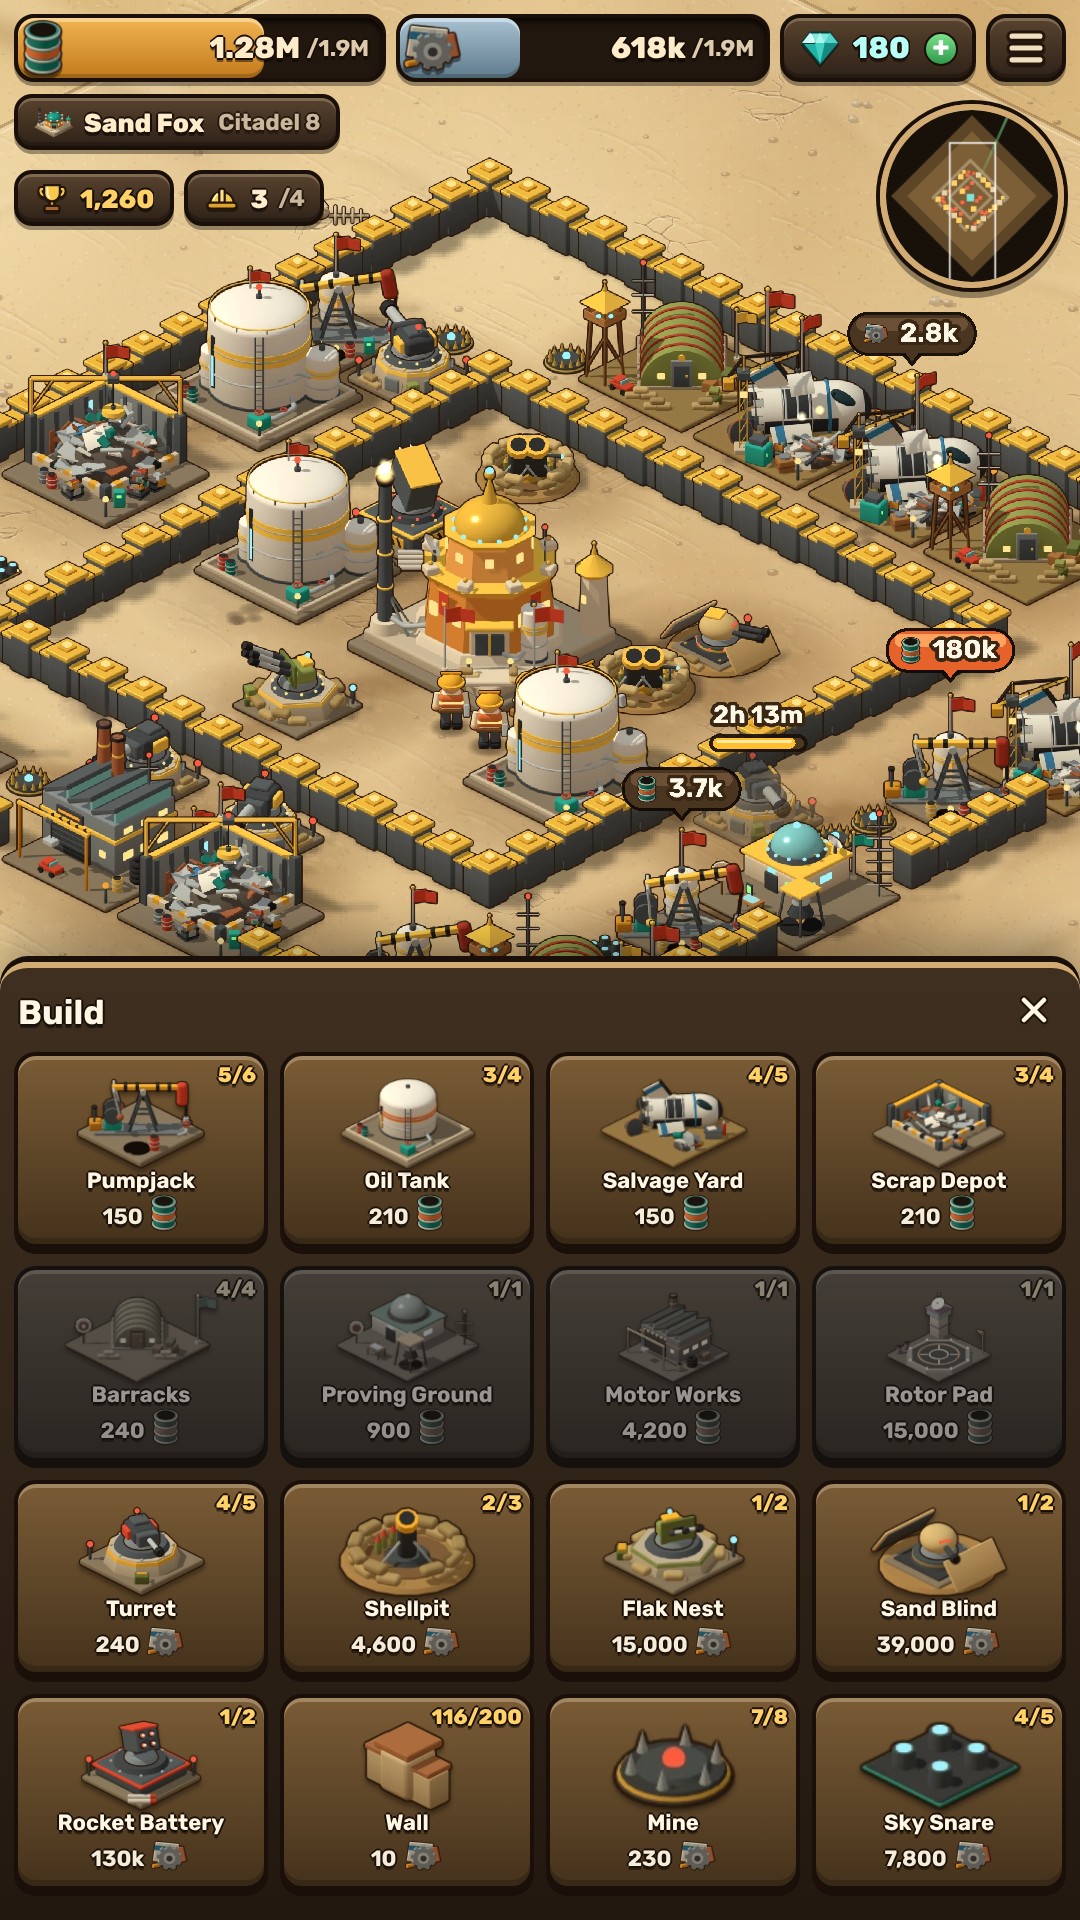 1.28M /1.9M
618k /1.9M
180
Sand Fox Citadel 8
1,260
3 /4
2.8k
180k
2h 13m
3.7k
Build
5/6
Pumpjack
150
3/4
Oil Tank
210
4/5
Salvage Yard
150
3/4
Scrap Depot
210
4/4
Barracks
240
1/1
Proving Ground
900
1/1
Motor Works
4,200
1/1
Rotor Pad
15,000
4/5
Turret
240
2/3
Shellpit
4,600
1/2
Flak Nest
15,000
1/2
Sand Blind
39,000
1/2
Rocket Battery
130k
116/200
Wall
10
7/8
Mine
230
4/5
Sky Snare
7,800